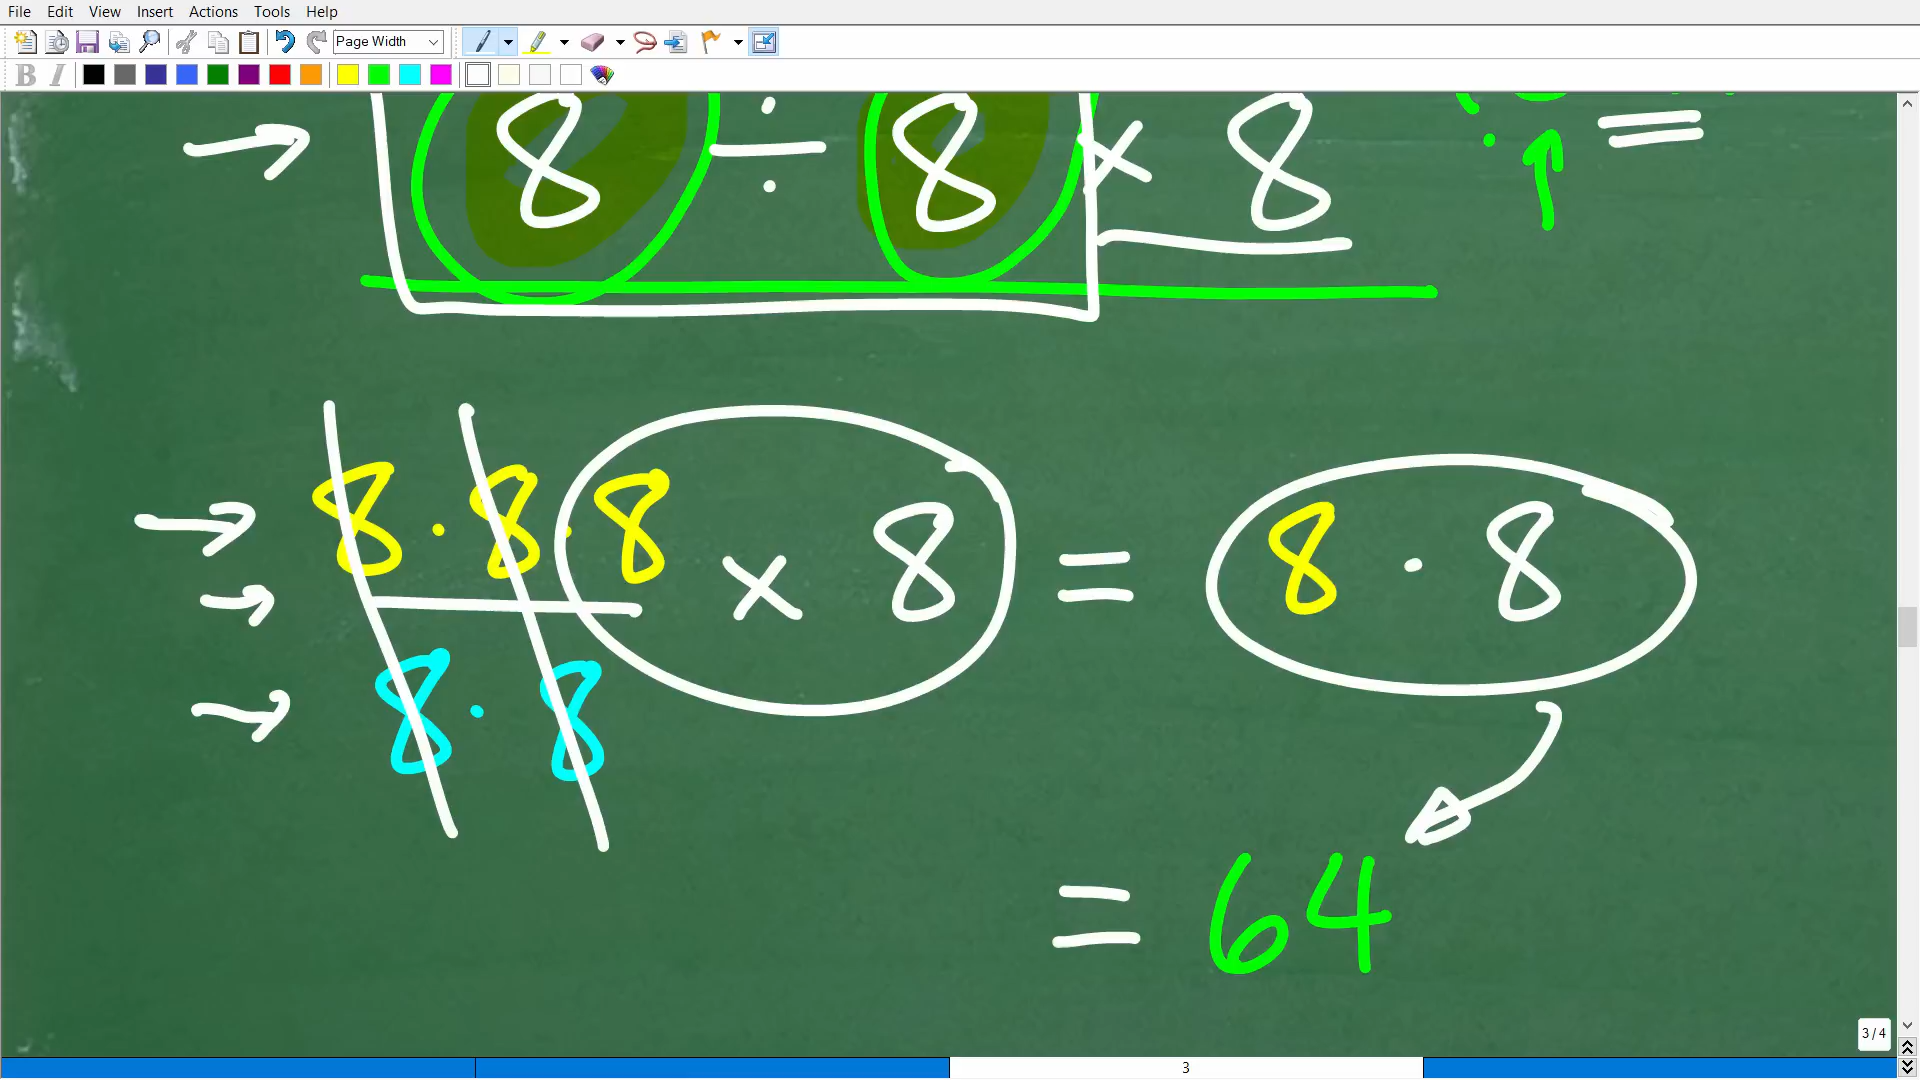 File Edit View Insert Actions Tools Help
Page Width
B I
→ 8 ÷ 8 × 8 =
→ 8 · 8 · 8 × 8 = 8 · 8
→
→ 8 · 8
= 64
3 / 4
3